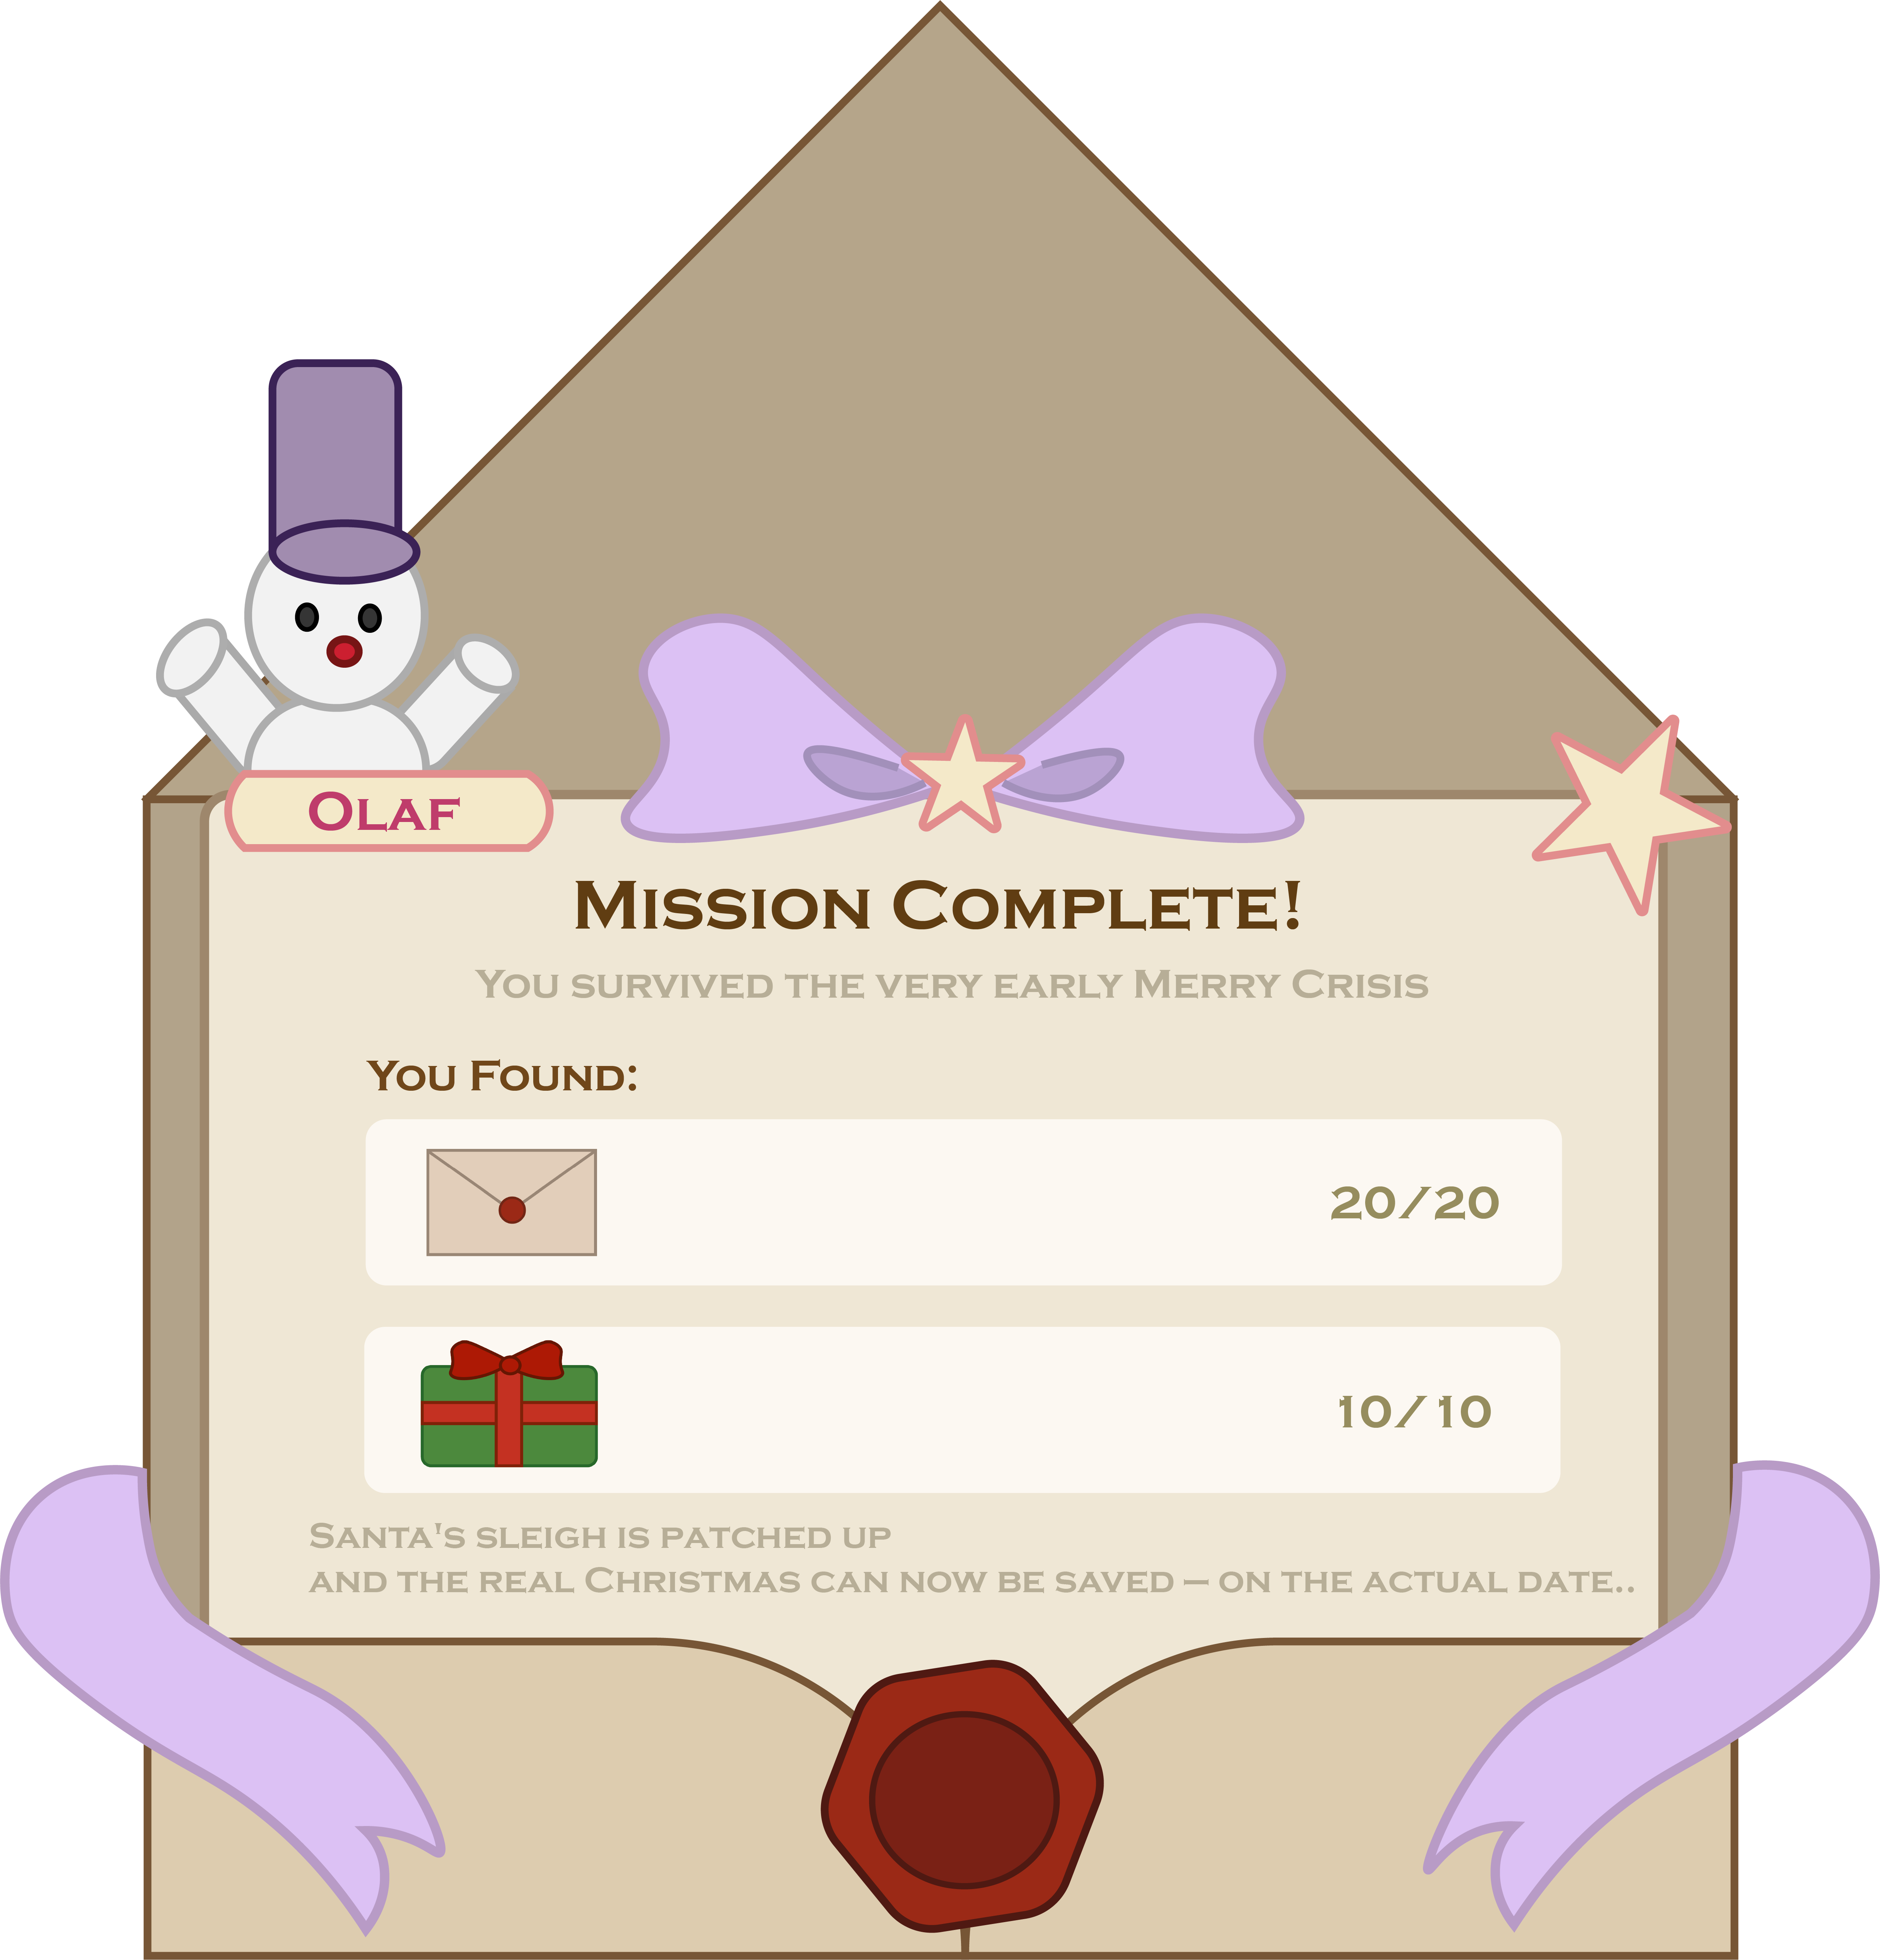 Olaf
Mission Complete!
You survived the very early Merry Crisis
You Found:
20/20
10/10
Santa's sleigh is patched up
and the real Christmas can now be saved — on the actual date..